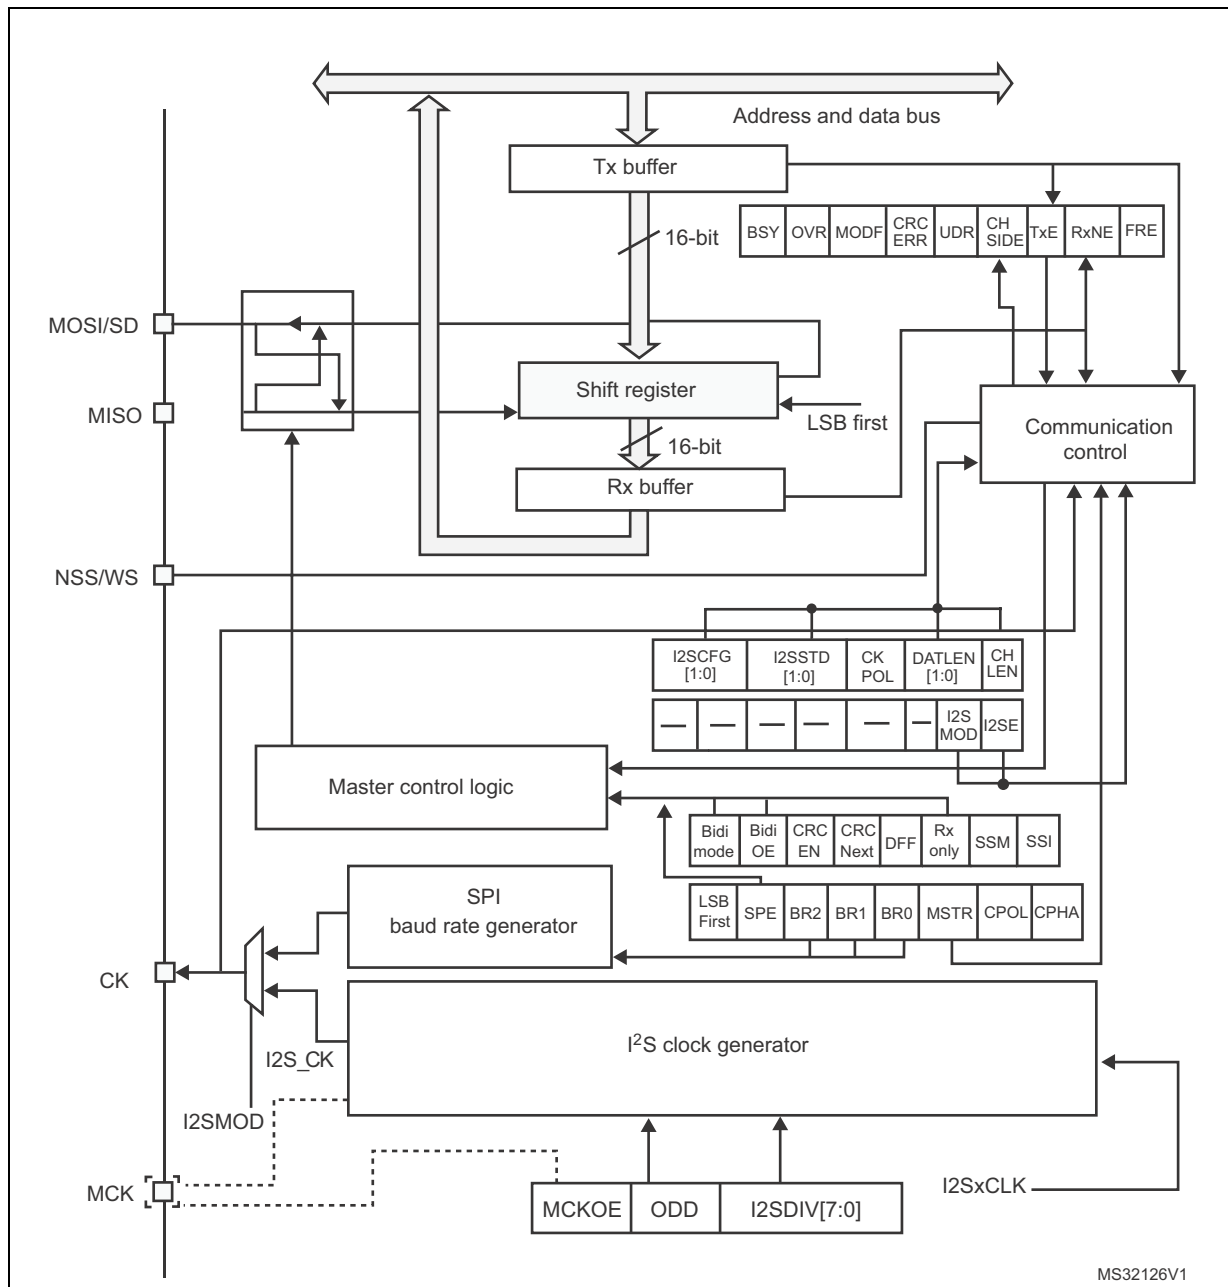 Address and data bus
Tx buffer
16-bit
BSY OVR MODF CRC ERR UDR CH SIDE TxE RxNE FRE
MOSI/SD
Shift register
MISO
LSB first
Communication
control
16-bit
Rx buffer
NSS/WS
I2SCFG [1:0] I2SSTD [1:0] CK POL DATLEN [1:0] CH LEN
— — — — — — I2S MOD I2SE
Master control logic
Bidi mode Bidi OE CRC EN CRC Next DFF Rx only SSM SSI
LSB First SPE BR2 BR1 BR0 MSTR CPOL CPHA
SPI
baud rate generator
CK
I2S_CK
I²S clock generator
I2SMOD
MCK
MCKOE ODD I2SDIV[7:0]
I2SxCLK
MS32126V1